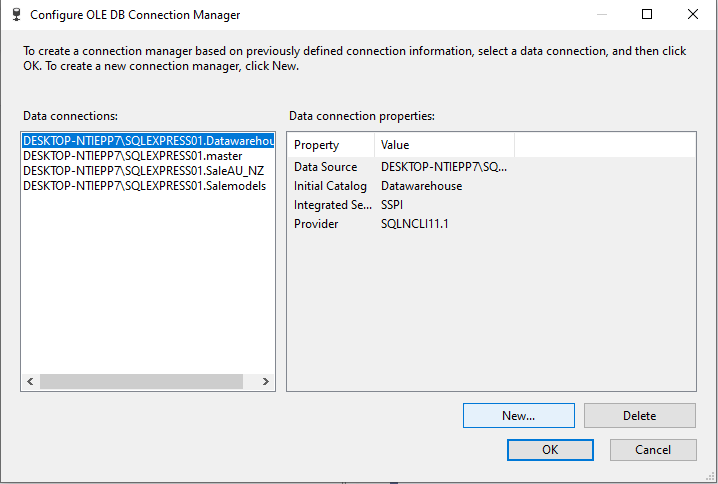 Configure OLE DB Connection Manager
To create a connection manager based on previously defined connection information, select a data connection, and then click
OK. To create a new connection manager, click New.
Data connections:
DESKTOP-NTIEPP7\SQLEXPRESS01.Datawarehou
DESKTOP-NTIEPP7\SQLEXPRESS01.master
DESKTOP-NTIEPP7\SQLEXPRESS01.SaleAU_NZ
DESKTOP-NTIEPP7\SQLEXPRESS01.Salemodels
Data connection properties:
Property Value
Data Source DESKTOP-NTIEPP7\SQ...
Initial Catalog Datawarehouse
Integrated Se... SSPI
Provider SQLNCLI11.1
New... Delete
OK Cancel